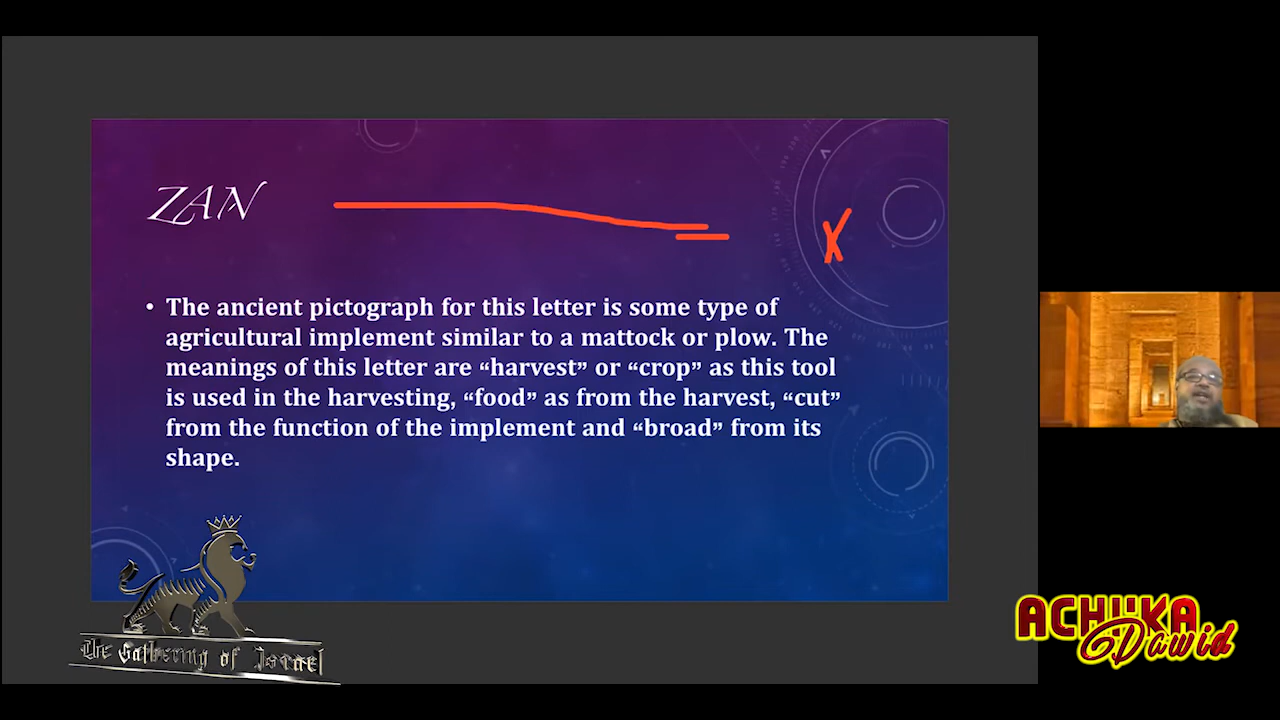 ZAN
X
• The ancient pictograph for this letter is some type of
agricultural implement similar to a mattock or plow. The
meanings of this letter are “harvest” or “crop” as this tool
is used in the harvesting, “food” as from the harvest, “cut”
from the function of the implement and “broad” from its
shape.
The Gathering of Israel
ACHUKA
Dawid